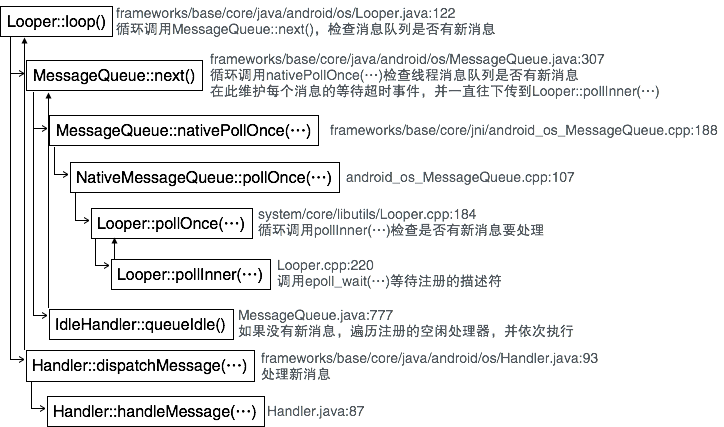 Looper::loop()
frameworks/base/core/java/android/os/Looper.java:122
循环调用MessageQueue::next()，检查消息队列是否有新消息
MessageQueue::next()
frameworks/base/core/java/android/os/MessageQueue.java:307
循环调用nativePollOnce(…)检查线程消息队列是否有新消息
在此维护每个消息的等待超时事件，并一直往下传到Looper::pollInner(…)
MessageQueue::nativePollOnce(…)
frameworks/base/core/jni/android_os_MessageQueue.cpp:188
NativeMessageQueue::pollOnce(…)
android_os_MessageQueue.cpp:107
Looper::pollOnce(…)
system/core/libutils/Looper.cpp:184
循环调用pollInner(…)检查是否有新消息要处理
Looper::pollInner(…)
Looper.cpp:220
调用epoll_wait(…)等待注册的描述符
IdleHandler::queueIdle()
MessageQueue.java:777
如果没有新消息，遍历注册的空闲处理器，并依次执行
Handler::dispatchMessage(…)
frameworks/base/core/java/android/os/Handler.java:93
处理新消息
Handler::handleMessage(…)
Handler.java:87